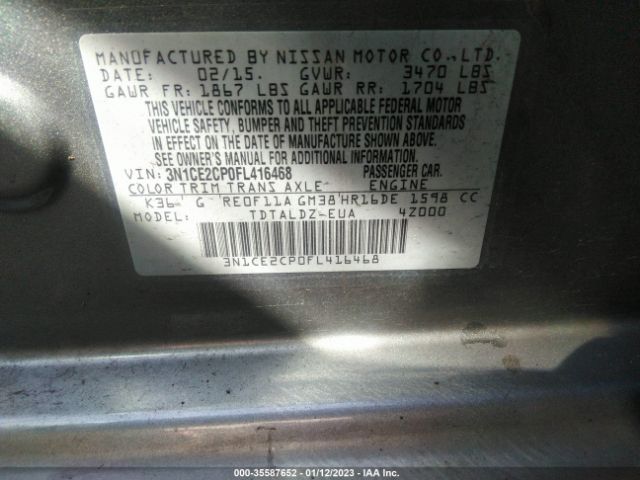 MANUFACTURED BY NISSAN MOTOR CO., LTD.
DATE: 02/15. GVWR: 3470 LBS
GAWR FR: 1867 LBS GAWR RR: 1704 LBS
THIS VEHICLE CONFORMS TO ALL APPLICABLE FEDERAL MOTOR
VEHICLE SAFETY, BUMPER AND THEFT PREVENTION STANDARDS
IN EFFECT ON THE DATE OF MANUFACTURE SHOWN ABOVE.
SEE OWNER'S MANUAL FOR ADDITIONAL INFORMATION.
VIN: 3N1CE2CP0FL416468 PASSENGER CAR.
COLOR TRIM TRANS AXLE ENGINE
K36 G RE0F11A GM38 HR16DE 1598 CC
MODEL: TDTALDZ-EUA 4Z000
3N1CE2CP0FL416468
000-35587652 - 01/12/2023 - IAA Inc.